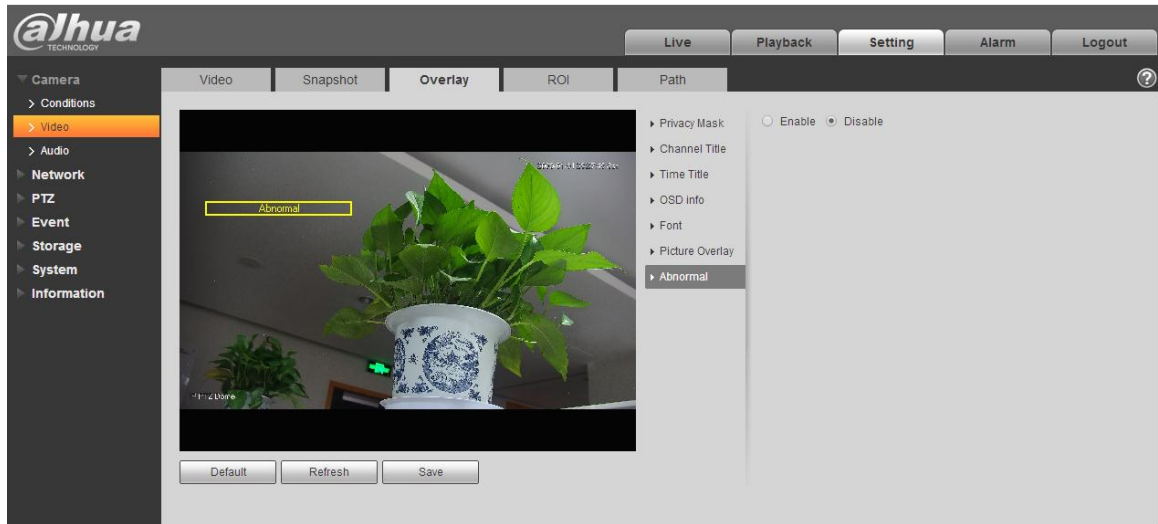 alhua
TECHNOLOGY
Live
Playback
Setting
Alarm
Logout
Camera
Conditions
Video
Audio
Network
PTZ
Event
Storage
System
Information
Video
Snapshot
Overlay
ROI
Path
?
Abnormal
PTZ Dome
Privacy Mask
Channel Title
Time Title
OSD info
Font
Picture Overlay
Abnormal
Enable
Disable
Default
Refresh
Save